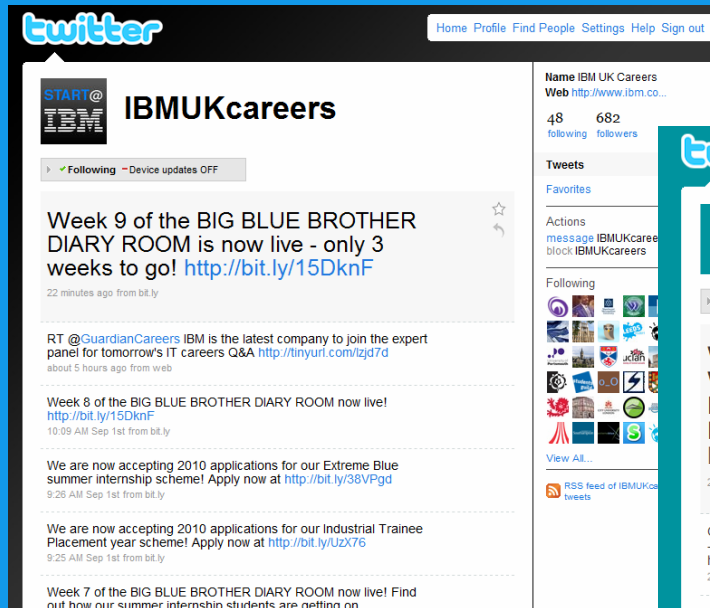 twitter
Home Profile Find People Settings Help Sign out
START@
IBM
IBMUKcareers
Following Device updates OFF
Week 9 of the BIG BLUE BROTHER
DIARY ROOM is now live - only 3
weeks to go! http://bit.ly/15DknF
22 minutes ago from bit.ly
RT @GuardianCareers IBM is the latest company to join the expert
panel for tomorrow's IT careers Q&A http://tinyurl.com/lzjd7d
about 5 hours ago from web
Week 8 of the BIG BLUE BROTHER DIARY ROOM now live!
http://bit.ly/15DknF
10:09 AM Sep 1st from bit.ly
We are now accepting 2010 applications for our Extreme Blue
summer internship scheme! Apply now at http://bit.ly/38VPgd
9:26 AM Sep 1st from bit.ly
We are now accepting 2010 applications for our Industrial Trainee
Placement year scheme! Apply now at http://bit.ly/UzX76
9:25 AM Sep 1st from bit.ly
Week 7 of the BIG BLUE BROTHER DIARY ROOM now live! Find
out how our summer internship students are getting on
Name IBM UK Careers
Web http://www.ibm.co...
48 682
following followers
Tweets
Favorites
Actions
message IBMUKcaree
block IBMUKcareers
Following
LEEDS
uclan
View All...
RSS feed of IBMUKca
tweets